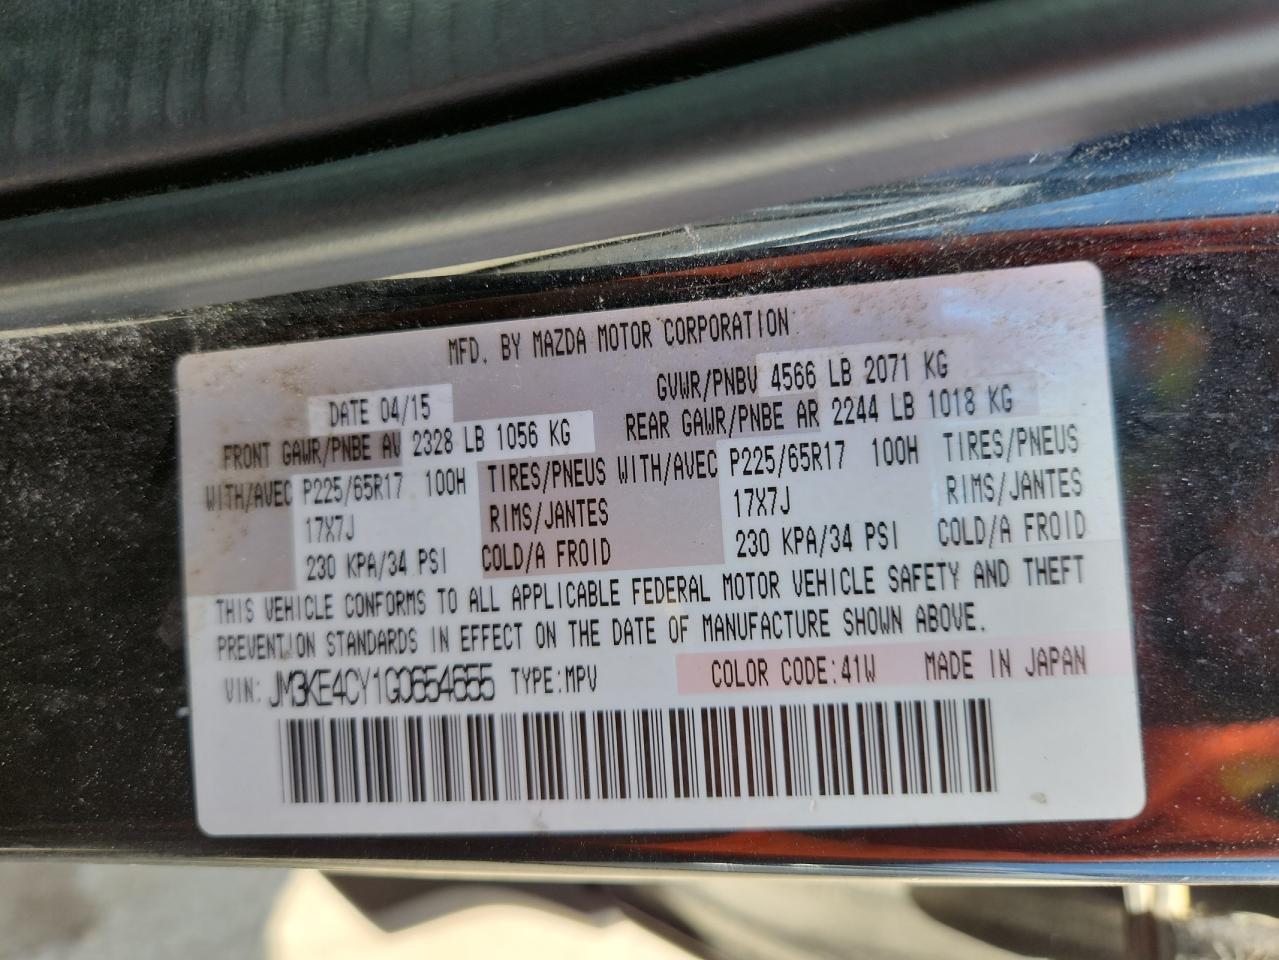 MFD. BY MAZDA MOTOR CORPORATION
DATE 04/15 GVWR/PNBV 4566 LB 2071 KG
FRONT GAWR/PNBE AV 2328 LB 1056 KG REAR GAWR/PNBE AR 2244 LB 1018 KG
WITH/AVEC P225/65R17 100H TIRES/PNEUS WITH/AVEC P225/65R17 100H TIRES/PNEUS
17X7J RIMS/JANTES 17X7J RIMS/JANTES
230 KPA/34 PSI COLD/A FROID 230 KPA/34 PSI COLD/A FROID
THIS VEHICLE CONFORMS TO ALL APPLICABLE FEDERAL MOTOR VEHICLE SAFETY AND THEFT
PREVENTION STANDARDS IN EFFECT ON THE DATE OF MANUFACTURE SHOWN ABOVE.
VIN: JM3KE4CY1G0654655 TYPE:MPV COLOR CODE:41W MADE IN JAPAN